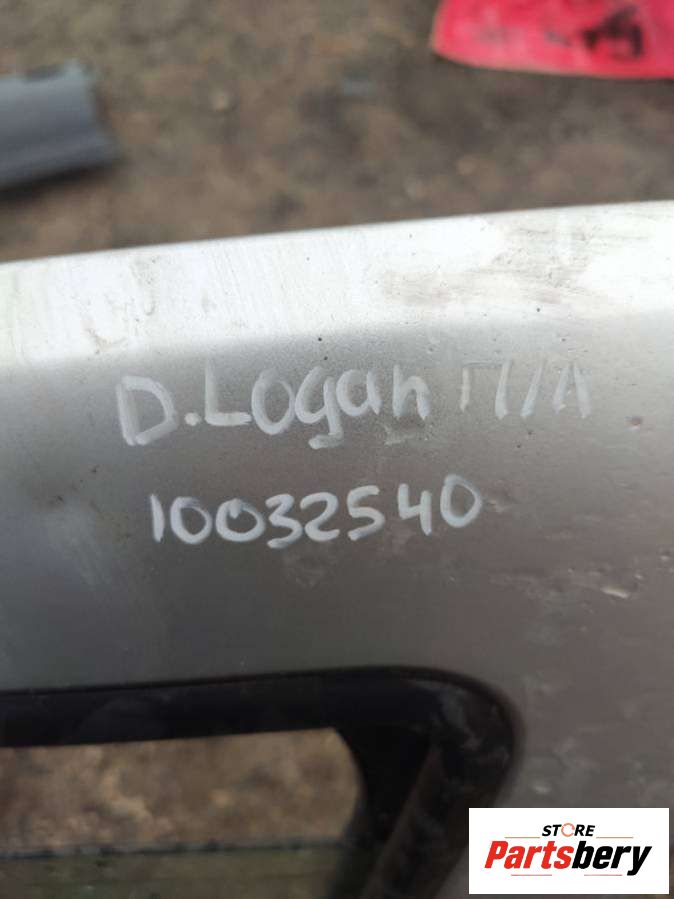 D.Logan П/Л
10032540
STORE
Partsbery